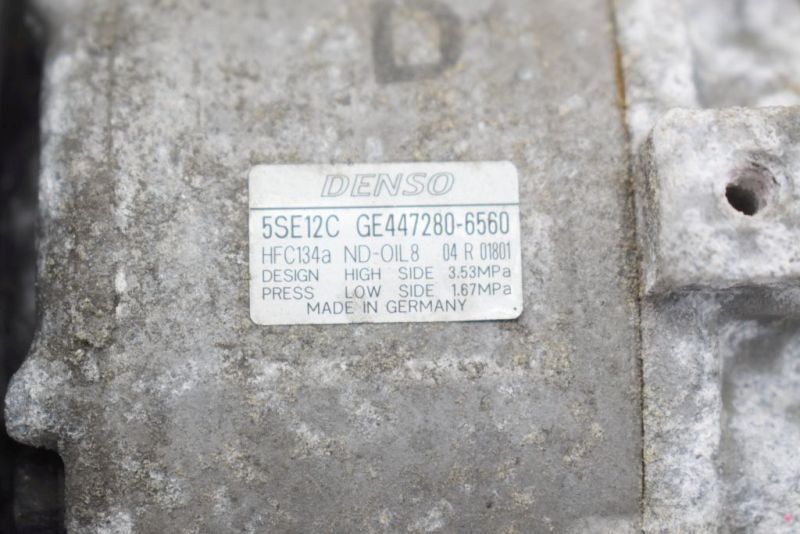 D
DENSO
5SE12C GE447280-6560
HFC134a ND-OIL8 04 R 01801
DESIGN HIGH SIDE 3.53MPa
PRESS LOW SIDE 1.67MPa
MADE IN GERMANY